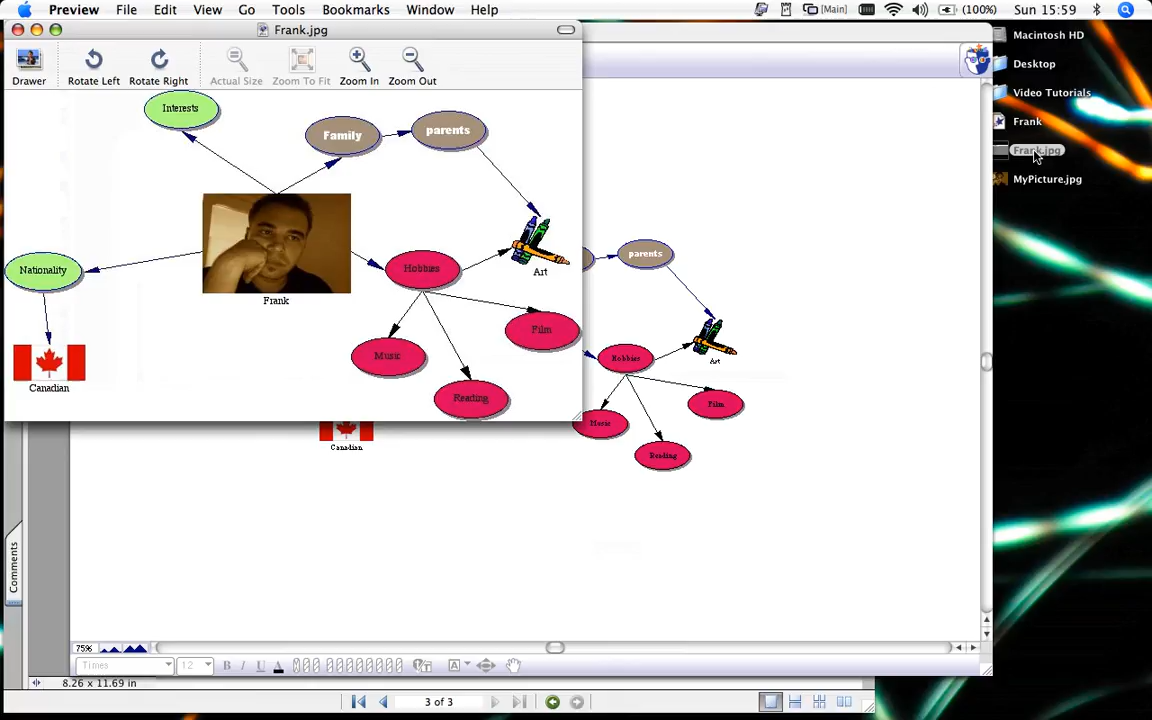 Preview File Edit View Go Tools Bookmarks Window Help
[Main] (100%) Sun 15:59
Frank.jpg
Drawer Rotate Left Rotate Right Actual Size Zoom To Fit Zoom In Zoom Out
Interests
Family
parents
Frank
Nationality
Canadian
Hobbies
Art
Music
Film
Reading
parents
Hobbies
Art
Music
Film
Reading
Canadian
Macintosh HD
Desktop
Video Tutorials
Frank
Frank.jpg
MyPicture.jpg
Comments
75%
Times 12 B I U A A
8.26 x 11.69 in
3 of 3